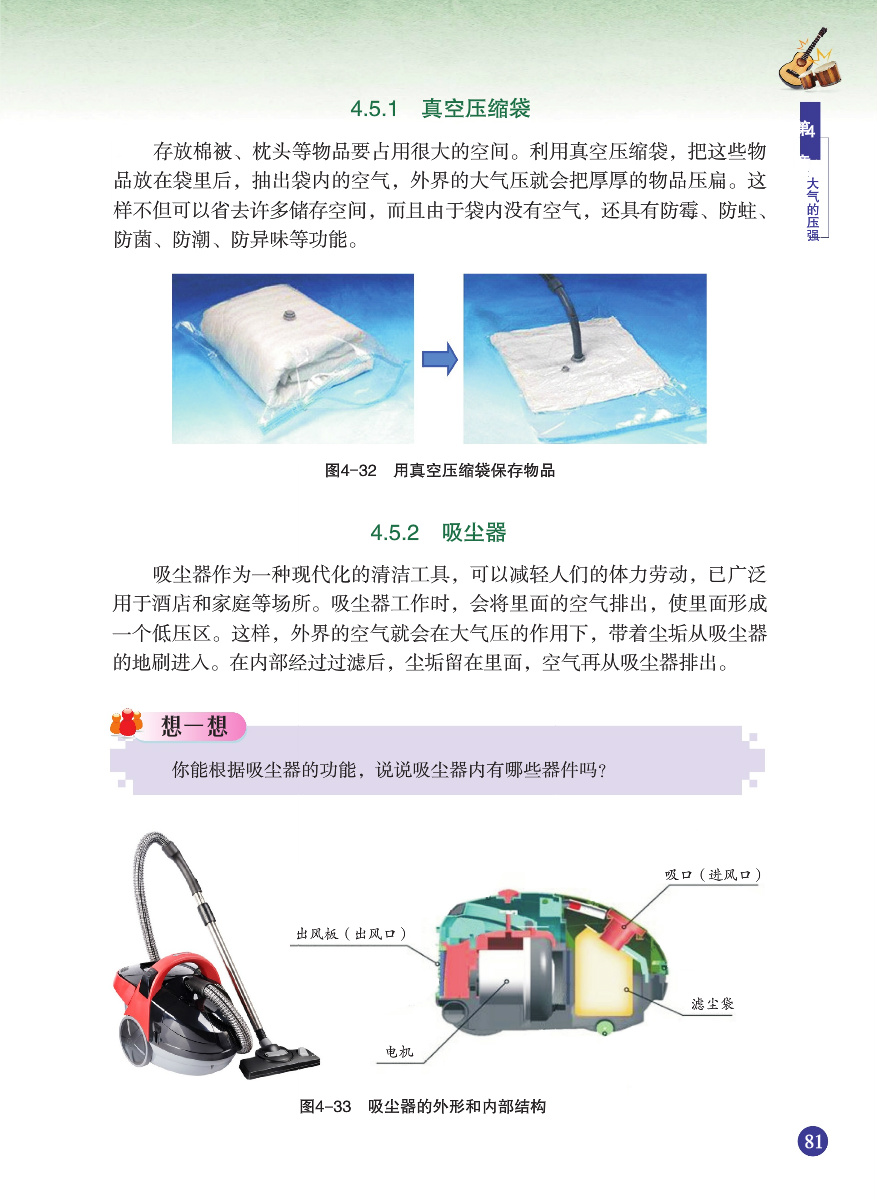 4.5.1 真空压缩袋
存放棉被、枕头等物品要占用很大的空间。利用真空压缩袋，把这些物
品放在袋里后，抽出袋内的空气，外界的大气压就会把厚厚的物品压扁。这
样不但可以省去许多储存空间，而且由于袋内没有空气，还具有防霉、防蛀、
防菌、防潮、防异味等功能。
图4-32 用真空压缩袋保存物品
4.5.2 吸尘器
吸尘器作为一种现代化的清洁工具，可以减轻人们的体力劳动，已广泛
用于酒店和家庭等场所。吸尘器工作时，会将里面的空气排出，使里面形成
一个低压区。这样，外界的空气就会在大气压的作用下，带着尘垢从吸尘器
的地刷进入。在内部经过过滤后，尘垢留在里面，空气再从吸尘器排出。
想一想
你能根据吸尘器的功能，说说吸尘器内有哪些器件吗？
吸口（进风口）
出风板（出风口）
滤尘袋
电机
图4-33 吸尘器的外形和内部结构
第4
大气的压强
81